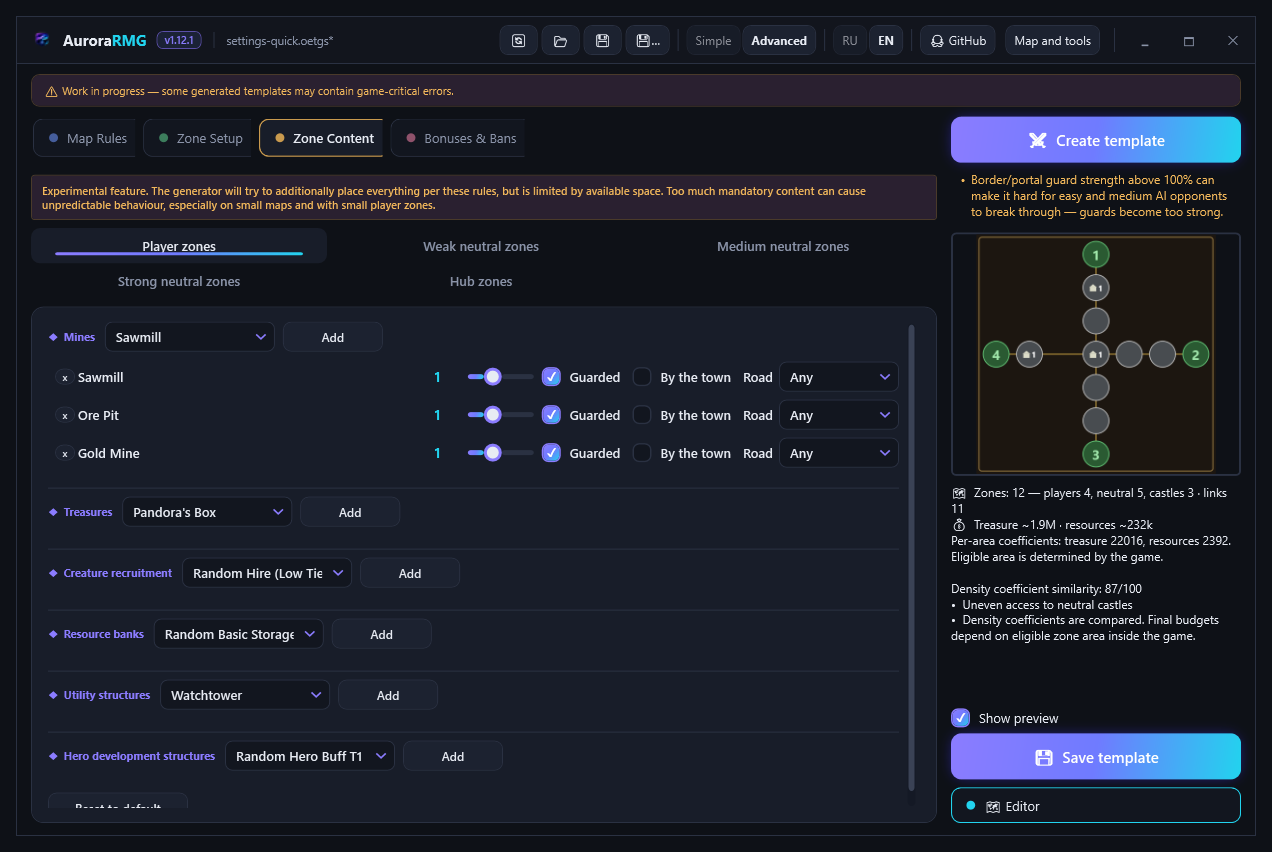 AuroraRMG v1.12.1 settings-quick.oetgs* ... Simple Advanced RU EN GitHub Map and tools
Work in progress — some generated templates may contain game-critical errors.
Map Rules Zone Setup Zone Content Bonuses & Bans
Experimental feature. The generator will try to additionally place everything per these rules, but is limited by available space. Too much mandatory content can cause
unpredictable behaviour, especially on small maps and with small player zones.
Player zones Weak neutral zones Medium neutral zones
Strong neutral zones Hub zones
Mines Sawmill Add
x Sawmill 1 Guarded By the town Road Any
x Ore Pit 1 Guarded By the town Road Any
x Gold Mine 1 Guarded By the town Road Any
Treasures Pandora's Box Add
Creature recruitment Random Hire (Low Tie Add
Resource banks Random Basic Storage Add
Utility structures Watchtower Add
Hero development structures Random Hero Buff T1 Add
Reset to default
Create template
• Border/portal guard strength above 100% can
make it hard for easy and medium AI opponents
to break through — guards become too strong.
1
1
4 1 1 2
3
Zones: 12 — players 4, neutral 5, castles 3 · links
11
Treasure ~1.9M · resources ~232k
Per-area coefficients: treasure 22016, resources 2392.
Eligible area is determined by the game.
Density coefficient similarity: 87/100
• Uneven access to neutral castles
• Density coefficients are compared. Final budgets
depend on eligible zone area inside the game.
Show preview
Save template
Editor